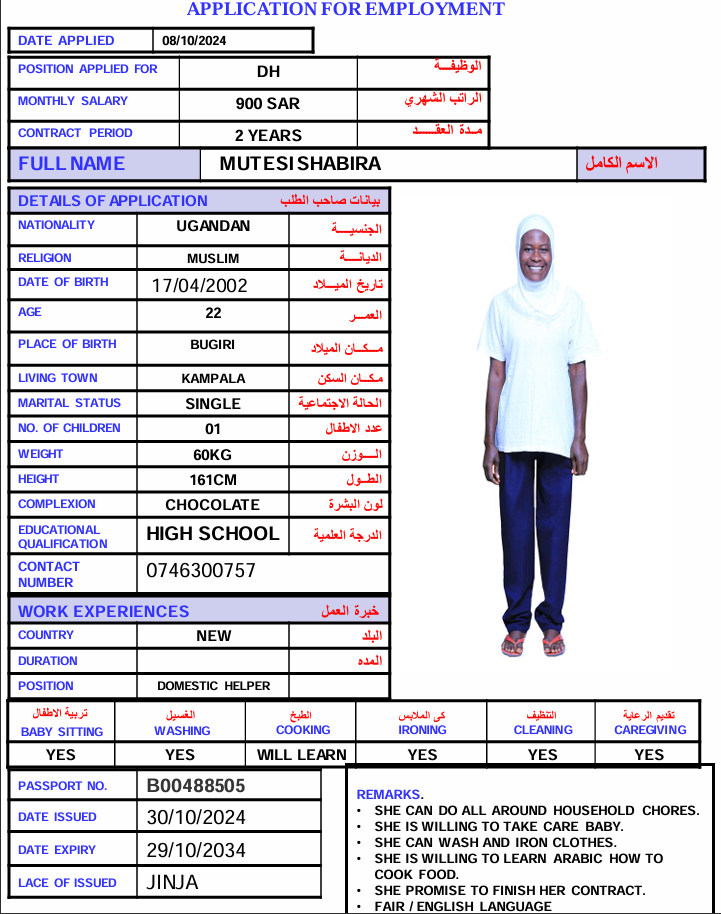 APPLICATION FOR EMPLOYMENT
DATE APPLIED 08/10/2024
POSITION APPLIED FOR DH الوظيفـــة
MONTHLY SALARY 900 SAR الراتب الشهري
CONTRACT PERIOD 2 YEARS مــدة العقـــــد
FULL NAME MUTESI SHABIRA الاسم الكامل
DETAILS OF APPLICATION بيانات صاحب الطلب
NATIONALITY UGANDAN الجنسيــــة
RELIGION MUSLIM الديانــــة
DATE OF BIRTH 17/04/2002 تاريخ الميـــلاد
AGE 22 العمــر
PLACE OF BIRTH BUGIRI مـــكــان الميلاد
LIVING TOWN KAMPALA مـكــان السكن
MARITAL STATUS SINGLE الحالة الاجتماعية
NO. OF CHILDREN 01 عدد الاطفال
WEIGHT 60KG الــــوزن
HEIGHT 161CM الطــول
COMPLEXION CHOCOLATE لون البشرة
EDUCATIONAL QUALIFICATION HIGH SCHOOL الدرجة العلمية
CONTACT NUMBER 0746300757
WORK EXPERIENCES خبرة العمل
COUNTRY NEW البلد
DURATION المده
POSITION DOMESTIC HELPER
تربية الاطفال الغسيل الطبخ كى الملابس التنظيف تقديم الرعاية
BABY SITTING WASHING COOKING IRONING CLEANING CAREGIVING
YES YES WILL LEARN YES YES YES
PASSPORT NO. B00488505
DATE ISSUED 30/10/2024
DATE EXPIRY 29/10/2034
LACE OF ISSUED JINJA
REMARKS.
• SHE CAN DO ALL AROUND HOUSEHOLD CHORES.
• SHE IS WILLING TO TAKE CARE BABY.
• SHE CAN WASH AND IRON CLOTHES.
• SHE IS WILLING TO LEARN ARABIC HOW TO
COOK FOOD.
• SHE PROMISE TO FINISH HER CONTRACT.
• FAIR / ENGLISH LANGUAGE